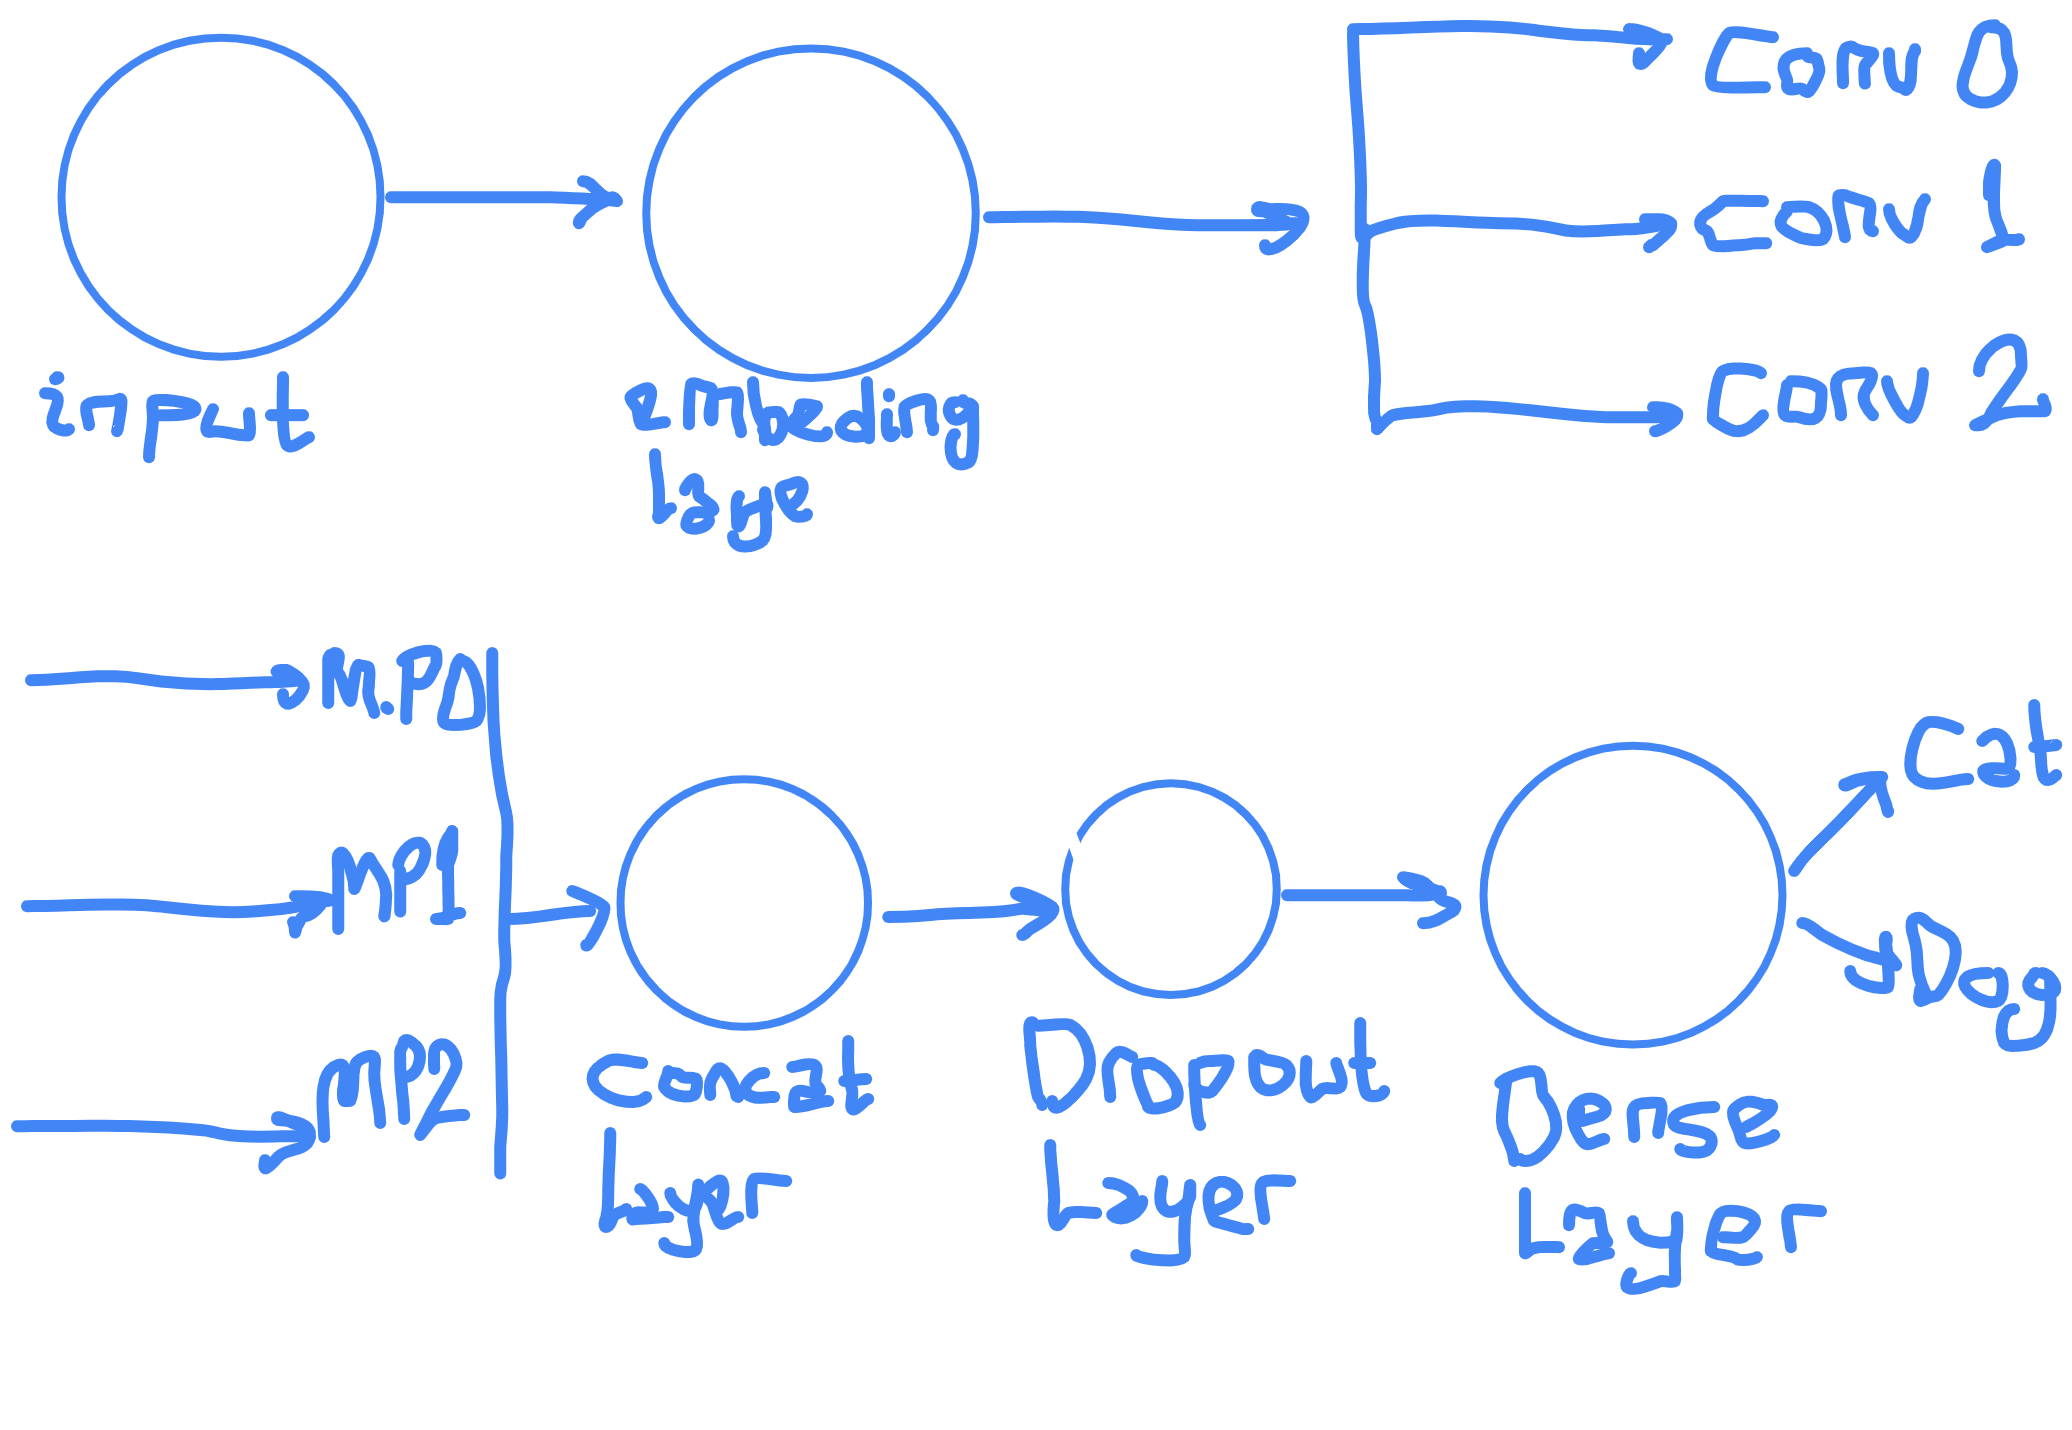 Conv 0
Conv 1
Conv 2
input
embeding
Laye
M.P0
MP1
MP2
Cat
Dog
Concat
Layer
Dropout
Layer
Dense
Layer